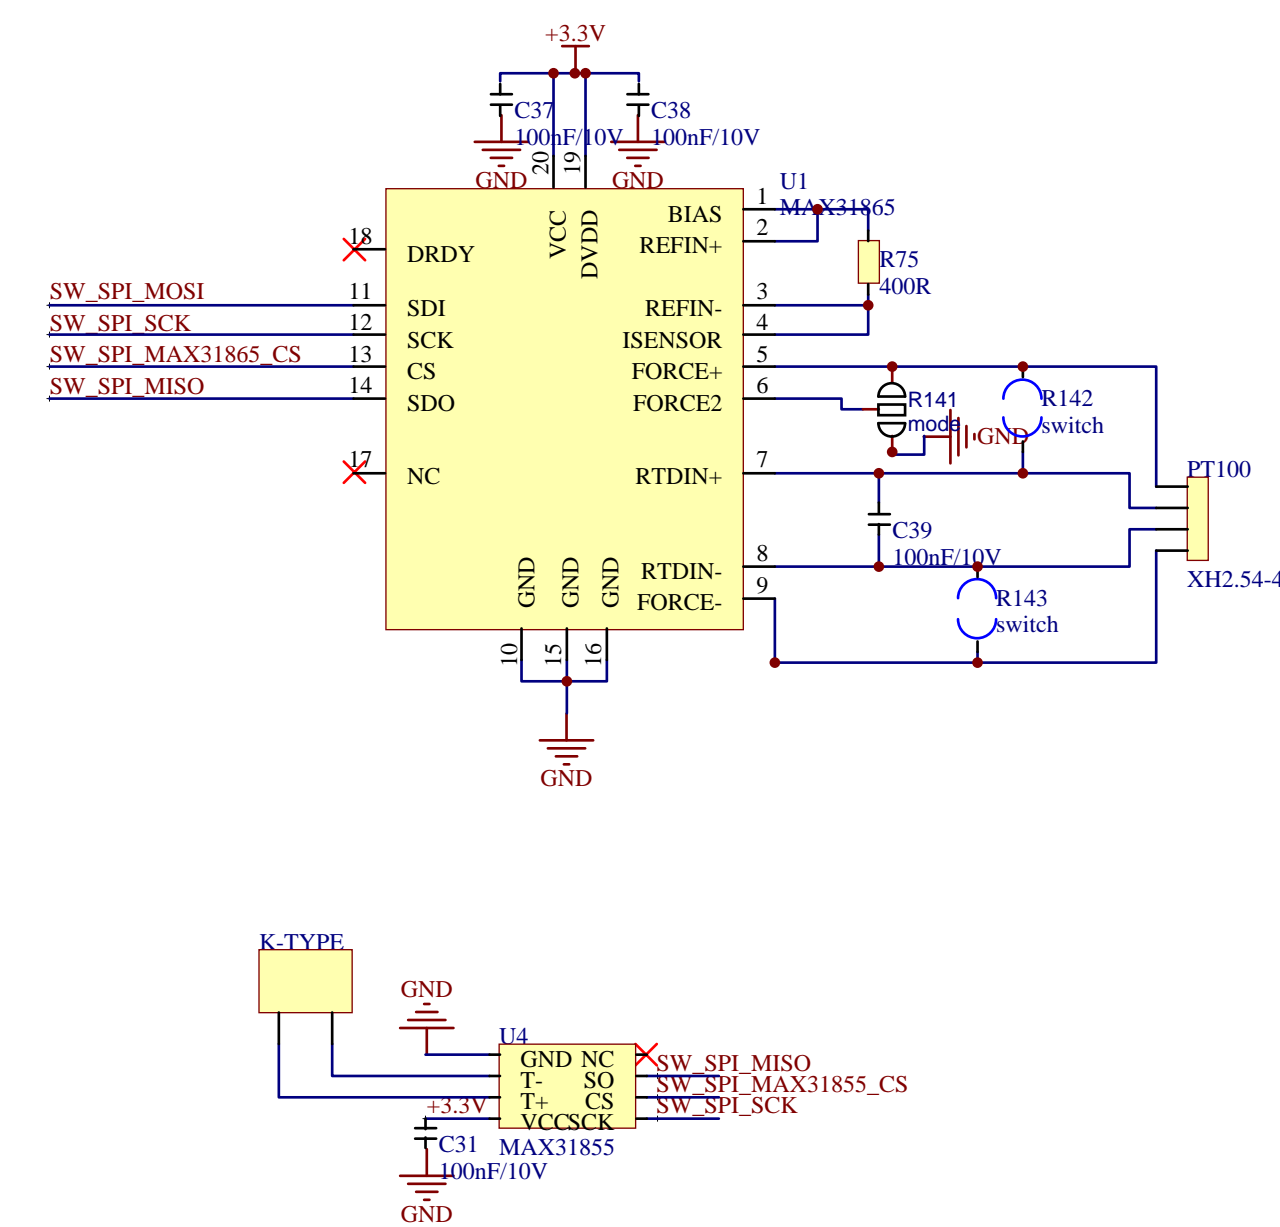 +3.3V
C37
100nF/10V
C38
100nF/10V
GND
GND
20
19
U1
MAX31865
VCC
DVDD
BIAS
1
REFIN+
2
R75
400R
18
DRDY
SW_SPI_MOSI
11
SDI
REFIN-
3
SW_SPI_SCK
12
SCK
ISENSOR
4
SW_SPI_MAX31865_CS
13
CS
FORCE+
5
SW_SPI_MISO
14
SDO
FORCE2
6
R141
mode
GND
R142
switch
17
NC
RTDIN+
7
PT100
C39
100nF/10V
RTDIN-
8
FORCE-
9
R143
switch
XH2.54-4
GND
GND
GND
10
15
16
GND
K-TYPE
GND
U4
GND
NC
T-
SO
SW_SPI_MISO
T+
CS
SW_SPI_MAX31855_CS
+3.3V
VCC
SCK
SW_SPI_SCK
C31
100nF/10V
MAX31855
GND